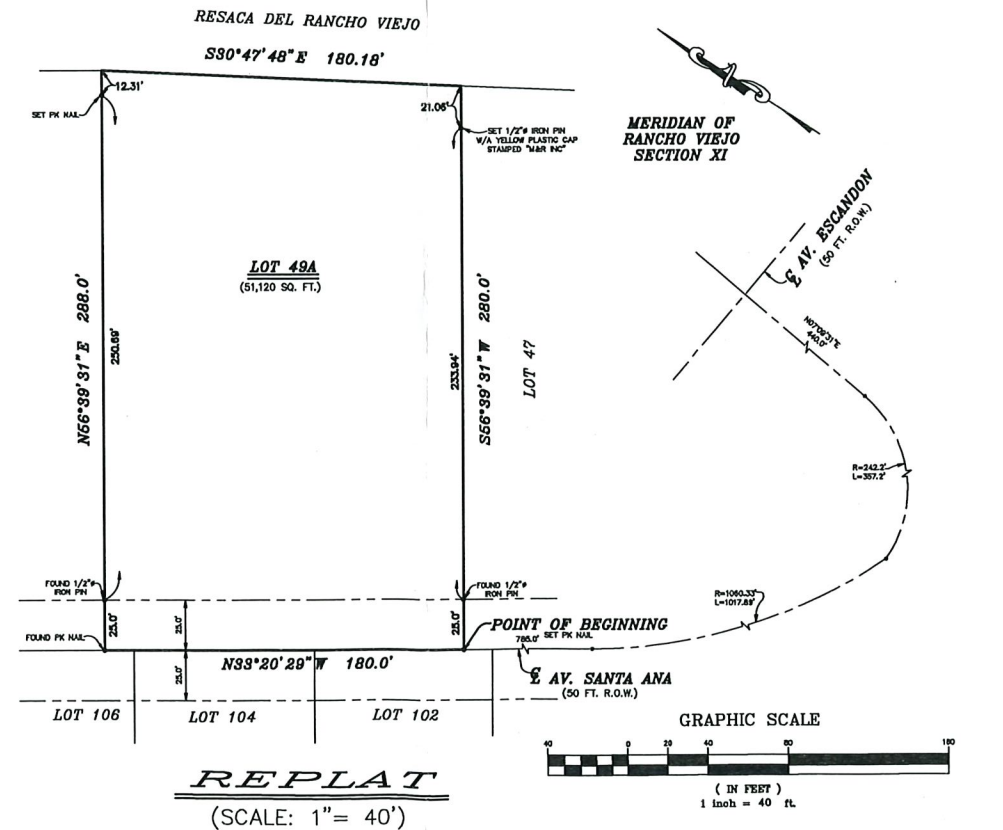 RESACA DEL RANCHO VIEJO
S30°47'48"E 180.18'
12.31'
SET PK NAIL
21.06'
SET 1/2"ø IRON PIN
W/A YELLOW PLASTIC CAP
STAMPED "M&R INC"
MERIDIAN OF
RANCHO VIEJO
SECTION XI
℄ AV. ESCANDON
(50 FT. R.O.W.)
LOT 49A
(51,120 SQ. FT.)
N56°39'31"E 288.0'
250.69'
233.94'
S56°39'31"W 280.0'
LOT 47
N07°09'31"E
440.0'
R=242.2'
L=357.2'
R=1060.33'
L=1017.89'
FOUND 1/2"ø
IRON PIN
FOUND 1/2"ø
IRON PIN
25.0'
25.0'
25.0'
FOUND PK NAIL
POINT OF BEGINNING
SET PK NAIL
785.0'
N33°20'29"W 180.0'
25.0'
℄ AV. SANTA ANA
(50 FT. R.O.W.)
LOT 106
LOT 104
LOT 102
GRAPHIC SCALE
40 0 20 40 80 160
( IN FEET )
1 inch = 40 ft.
REPLAT
(SCALE: 1"= 40')